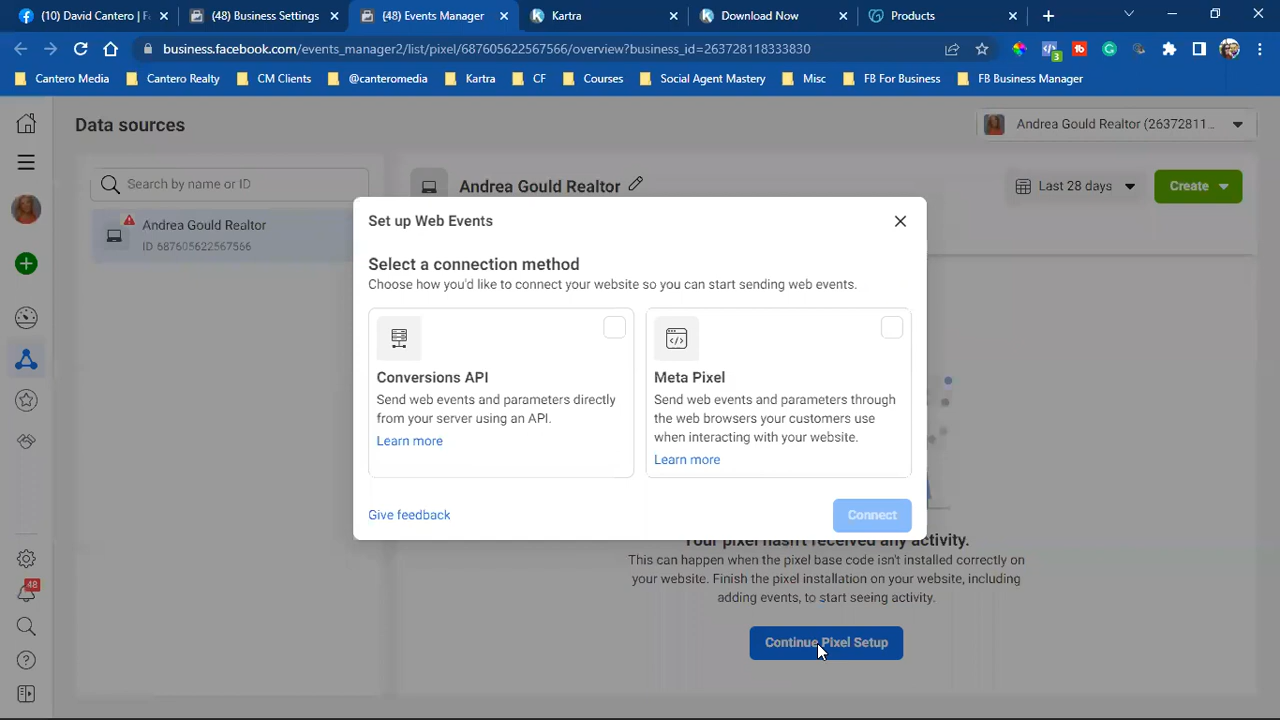 (10) David Cantero | F
(48) Business Settings
(48) Events Manager
Kartra
Download Now
Products
business.facebook.com/events_manager2/list/pixel/687605622567566/overview?business_id=263728118333830
3
Cantero Media
Cantero Realty
CM Clients
@canteromedia
Kartra
CF
Courses
Social Agent Mastery
Misc
FB For Business
FB Business Manager
Data sources
Andrea Gould Realtor (26372811...
Search by name or ID
Andrea Gould Realtor
Last 28 days
Create
Andrea Gould Realtor
ID 687605622567566
Set up Web Events
Select a connection method
Choose how you'd like to connect your website so you can start sending web events.
Conversions API
Send web events and parameters directly
from your server using an API.
Learn more
Meta Pixel
Send web events and parameters through
the web browsers your customers use
when interacting with your website.
Learn more
Give feedback
Connect
Your pixel hasn't received any activity.
This can happen when the pixel base code isn't installed correctly on
your website. Finish the pixel installation on your website, including
adding events, to start seeing activity.
Continue Pixel Setup
48